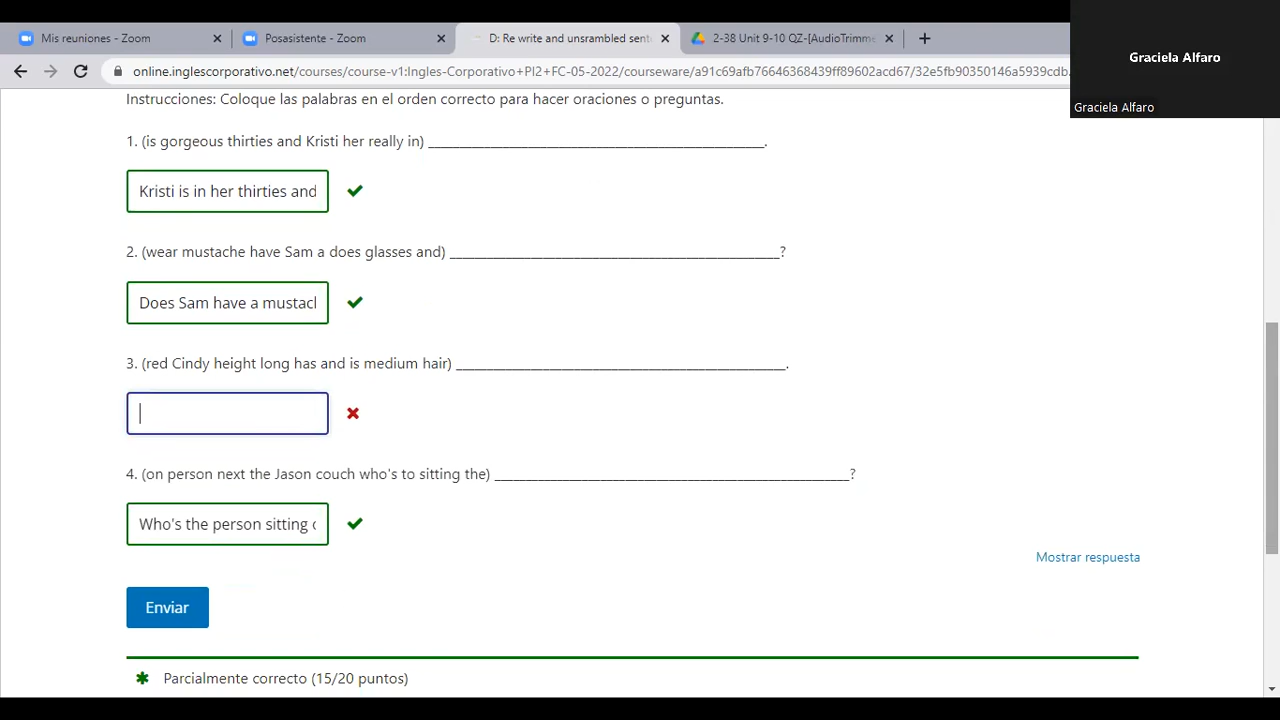 Mis reuniones - Zoom
Posasistente - Zoom
D: Re write and unsrambled sent
2-38 Unit 9-10 QZ-[AudioTrimme
online.inglescorporativo.net/courses/course-v1:Ingles-Corporativo+PI2+FC-05-2022/courseware/a91c69afb76646368439ff89602acd67/32e5fb90350146a5939cdb.
Graciela Alfaro
Graciela Alfaro
Instrucciones: Coloque las palabras en el orden correcto para hacer oraciones o preguntas.
1. (is gorgeous thirties and Kristi her really in) ______________________________________________.
Kristi is in her thirties and
2. (wear mustache have Sam a does glasses and) _____________________________________________?
Does Sam have a mustach
3. (red Cindy height long has and is medium hair) _____________________________________________.
4. (on person next the Jason couch who's to sitting the) ________________________________________________?
Who's the person sitting o
Mostrar respuesta
Enviar
Parcialmente correcto (15/20 puntos)